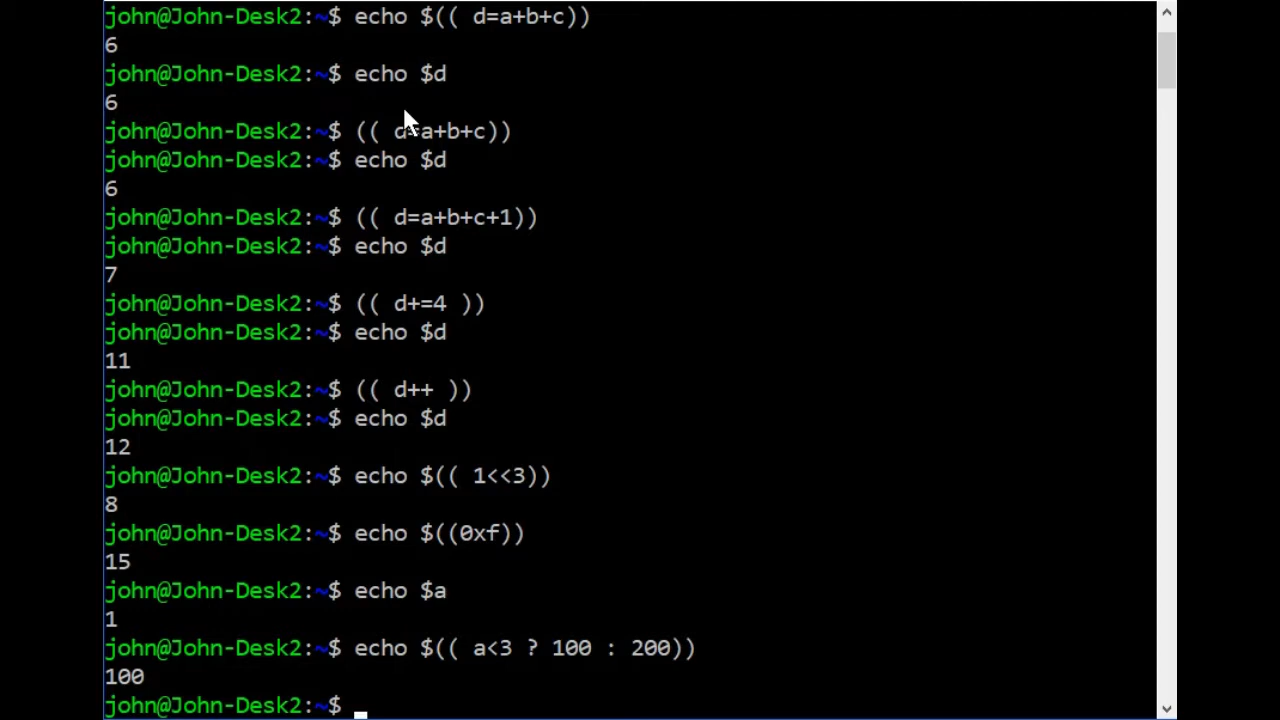 john@John-Desk2:~$ echo $(( d=a+b+c))
6
john@John-Desk2:~$ echo $d
6
john@John-Desk2:~$ (( d=a+b+c))
john@John-Desk2:~$ echo $d
6
john@John-Desk2:~$ (( d=a+b+c+1))
john@John-Desk2:~$ echo $d
7
john@John-Desk2:~$ (( d+=4 ))
john@John-Desk2:~$ echo $d
11
john@John-Desk2:~$ (( d++ ))
john@John-Desk2:~$ echo $d
12
john@John-Desk2:~$ echo $(( 1<<3))
8
john@John-Desk2:~$ echo $((0xf))
15
john@John-Desk2:~$ echo $a
1
john@John-Desk2:~$ echo $(( a<3 ? 100 : 200))
100
john@John-Desk2:~$